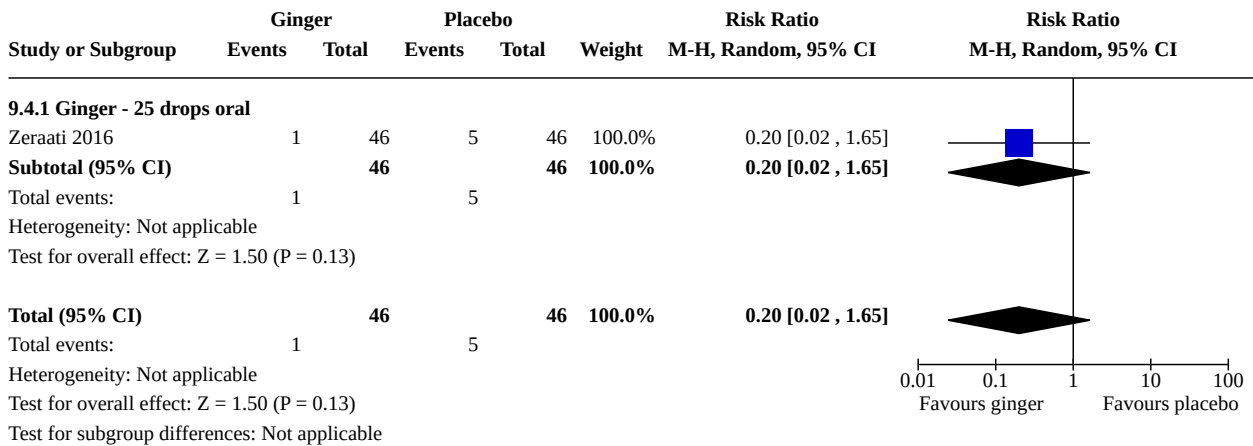 Ginger Placebo Risk Ratio Risk Ratio
Study or Subgroup Events Total Events Total Weight M-H, Random, 95% CI M-H, Random, 95% CI
9.4.1 Ginger - 25 drops oral
Zeraati 2016 1 46 5 46 100.0% 0.20 [0.02 , 1.65]
Subtotal (95% CI) 46 46 100.0% 0.20 [0.02 , 1.65]
Total events: 1 5
Heterogeneity: Not applicable
Test for overall effect: Z = 1.50 (P = 0.13)
Total (95% CI) 46 46 100.0% 0.20 [0.02 , 1.65]
Total events: 1 5
Heterogeneity: Not applicable
0.01 0.1 1 10 100
Test for overall effect: Z = 1.50 (P = 0.13) Favours ginger Favours placebo
Test for subgroup differences: Not applicable